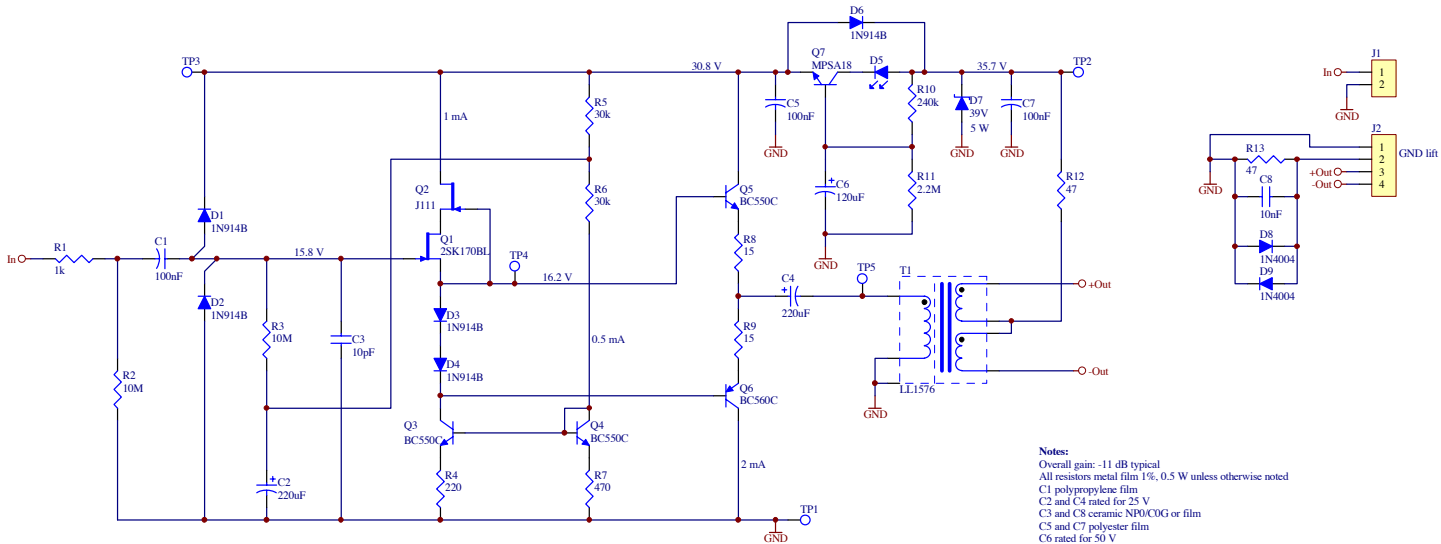 D6
1N914B
Q7
MPSA18
D5
TP3
30.8 V
35.7 V
TP2
J1
In
1
2
GND
R5
30k
C5
100nF
GND
R10
240k
D7
39V
5 W
GND
C7
100nF
GND
1 mA
J2
R13
47
1
2
3
4
GND lift
+Out
-Out
GND
C8
10nF
D8
1N4004
D9
1N4004
Q2
J111
R6
30k
Q5
BC550C
C6
120uF
R11
2.2M
GND
R12
47
D1
1N914B
R1
1k
In
C1
100nF
15.8 V
Q1
2SK170BL
TP4
16.2 V
R8
15
C4
220uF
TP5
T1
LL1576
+Out
-Out
GND
D2
1N914B
R3
10M
C3
10pF
D3
1N914B
0.5 mA
R9
15
R2
10M
D4
1N914B
Q6
BC560C
Q3
BC550C
Q4
BC550C
2 mA
C2
220uF
R4
220
R7
470
TP1
GND
Notes:
Overall gain: -11 dB typical
All resistors metal film 1%, 0.5 W unless otherwise noted
C1 polypropylene film
C2 and C4 rated for 25 V
C3 and C8 ceramic NP0/C0G or film
C5 and C7 polyester film
C6 rated for 50 V